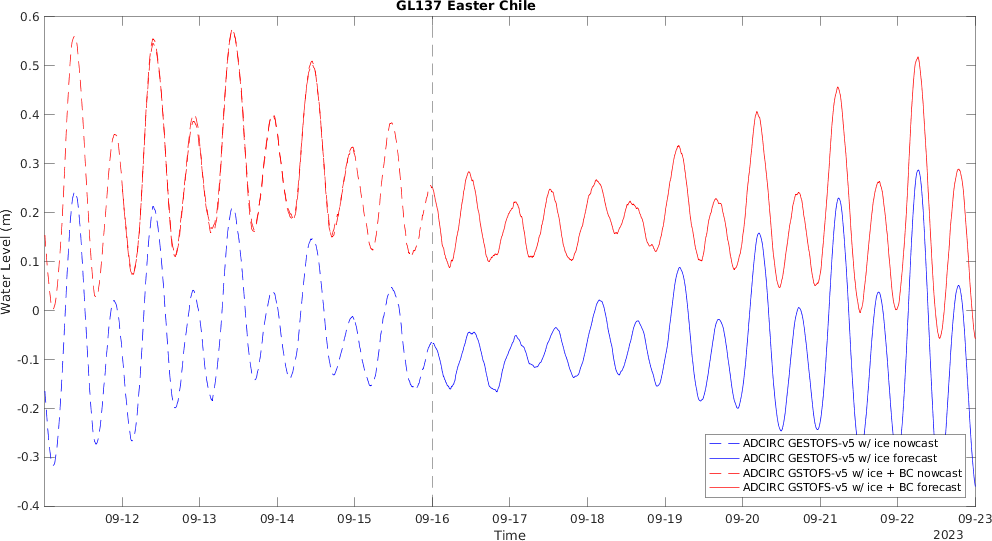 GL137 Easter Chile
Water Level (m)
0.6
0.5
0.4
0.3
0.2
0.1
0
-0.1
-0.2
-0.3
-0.4
ADCIRC GESTOFS-v5 w/ ice nowcast
ADCIRC GESTOFS-v5 w/ ice forecast
ADCIRC GSTOFS-v5 w/ ice + BC nowcast
ADCIRC GSTOFS-v5 w/ ice + BC forecast
09-12 09-13 09-14 09-15 09-16 09-17 09-18 09-19 09-20 09-21 09-22 09-23
Time
2023